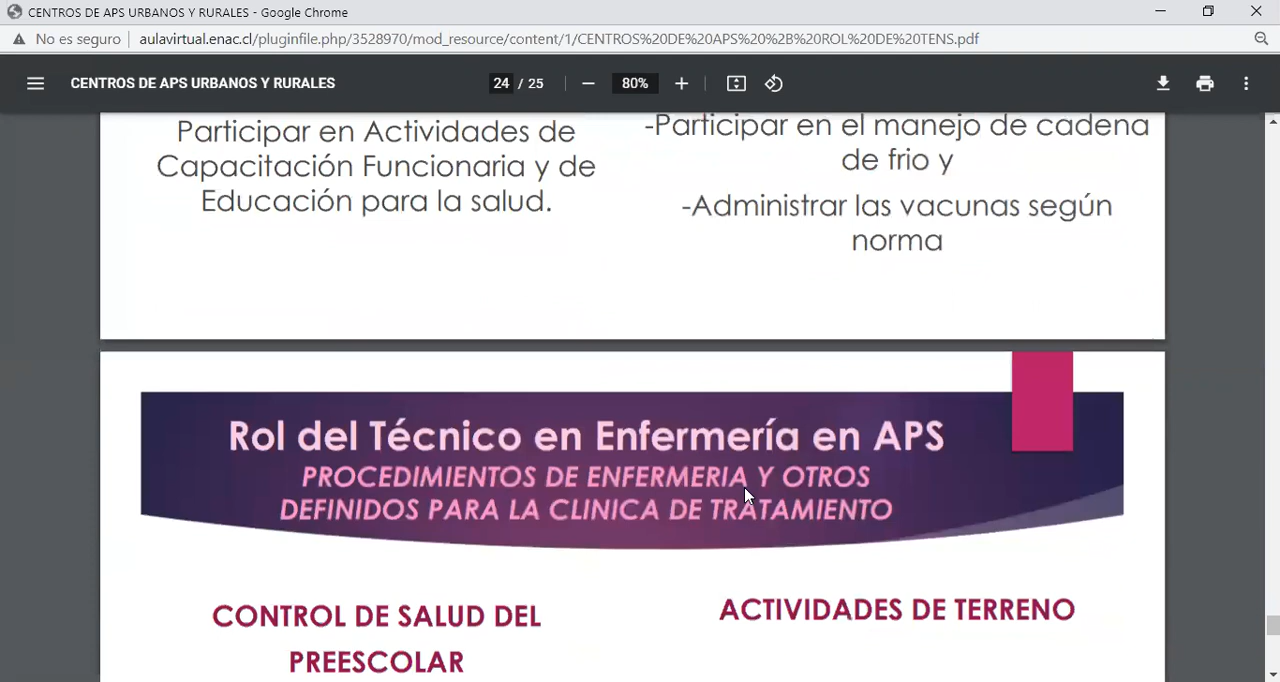 CENTROS DE APS URBANOS Y RURALES - Google Chrome
No es seguro | aulavirtual.enac.cl/pluginfile.php/3528970/mod_resource/content/1/CENTROS%20DE%20APS%20%2B%20ROL%20DE%20TENS.pdf
CENTROS DE APS URBANOS Y RURALES 24 / 25 80%
Participar en Actividades de
Capacitación Funcionaria y de
Educación para la salud.
-Participar en el manejo de cadena
de frio y
-Administrar las vacunas según
norma
Rol del Técnico en Enfermería en APS
PROCEDIMIENTOS DE ENFERMERIA Y OTROS
DEFINIDOS PARA LA CLINICA DE TRATAMIENTO
CONTROL DE SALUD DEL
PREESCOLAR
ACTIVIDADES DE TERRENO